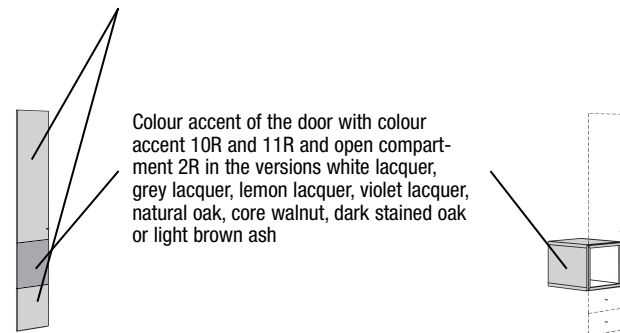 Colour accent of the door with colour
accent 10R and 11R and open compart-
ment 2R in the versions white lacquer,
grey lacquer, lemon lacquer, violet lacquer,
natural oak, core walnut, dark stained oak
or light brown ash